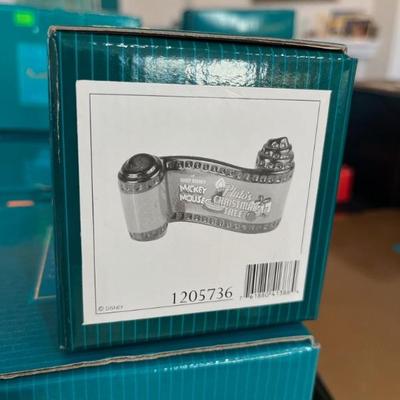 WALT DISNEY
MICKEY
MOUSE
Pluto's
CHRISTMAS
TREE
1205736
© DISNEY